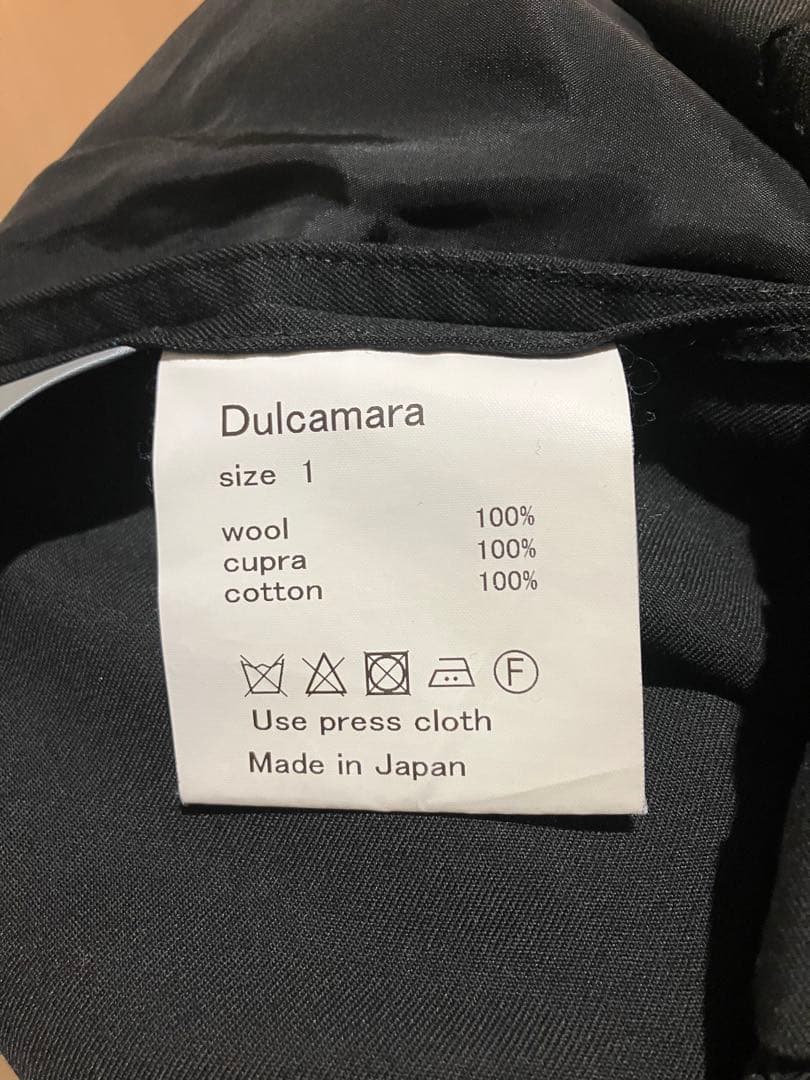 Dulcamara
size 1
wool 100%
cupra 100%
cotton 100%
F
Use press cloth
Made in Japan